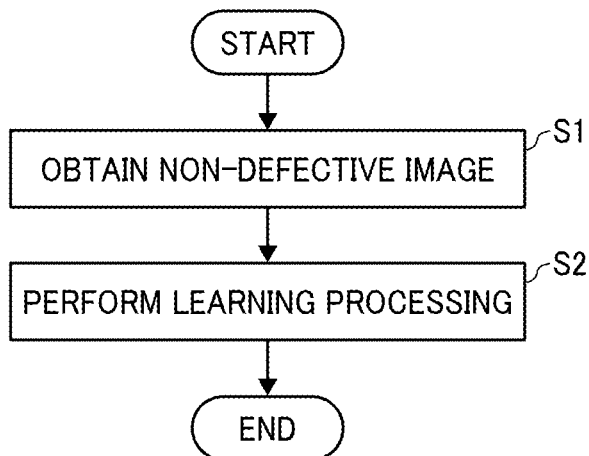 START
OBTAIN NON-DEFECTIVE IMAGE
S1
PERFORM LEARNING PROCESSING
S2
END